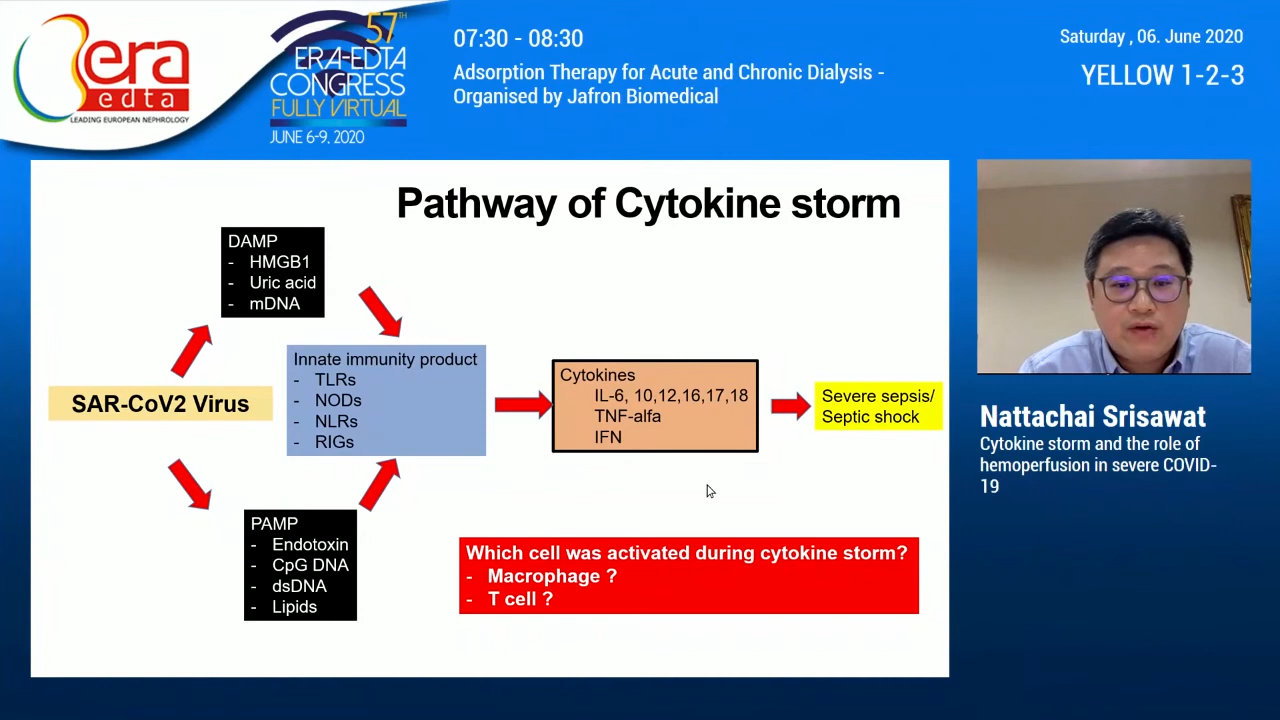 era
edta
LEADING EUROPEAN NEPHROLOGY
57TH
ERA-EDTA
CONGRESS
FULLY VIRTUAL
JUNE 6-9, 2020
07:30 - 08:30
Adsorption Therapy for Acute and Chronic Dialysis -
Organised by Jafron Biomedical
Saturday , 06. June 2020
YELLOW 1-2-3
Pathway of Cytokine storm
DAMP
- HMGB1
- Uric acid
- mDNA
SAR-CoV2 Virus
Innate immunity product
- TLRs
- NODs
- NLRs
- RIGs
Cytokines
IL-6, 10,12,16,17,18
TNF-alfa
IFN
Severe sepsis/
Septic shock
PAMP
- Endotoxin
- CpG DNA
- dsDNA
- Lipids
Which cell was activated during cytokine storm?
- Macrophage ?
- T cell ?
Nattachai Srisawat
Cytokine storm and the role of
hemoperfusion in severe COVID-
19